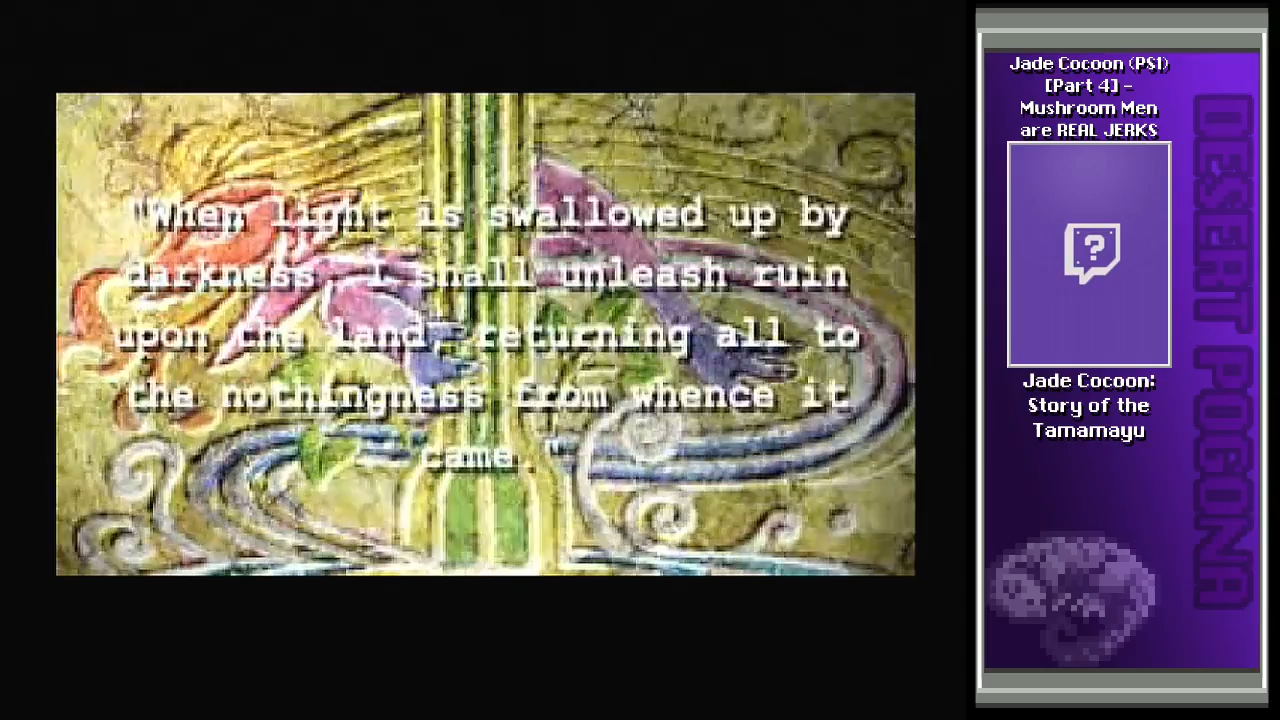 "When light is swallowed up by
darkness, I shall unleash ruin
upon the land, returning all to
the nothingness from whence it
came."
Jade Cocoon (PS1)
[Part 4] -
Mushroom Men
are REAL JERKS
?
Jade Cocoon:
Story of the
Tamamayu
DESERT POGONA